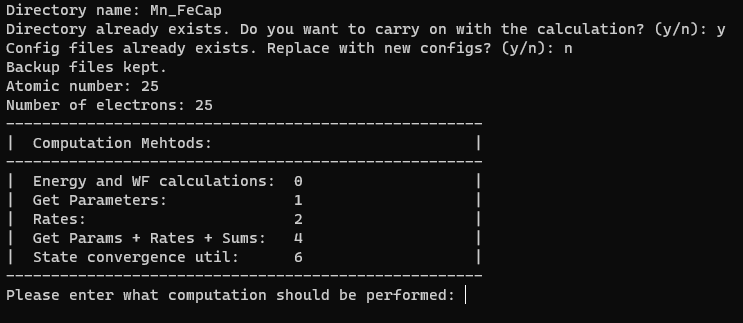 Directory name: Mn_FeCap
Directory already exists. Do you want to carry on with the calculation? (y/n): y
Config files already exists. Replace with new configs? (y/n): n
Backup files kept.
Atomic number: 25
Number of electrons: 25
-----------------------------------------------------
|  Computation Mehtods:                             |
-----------------------------------------------------
|  Energy and WF calculations:  0                   |
|  Get Parameters:              1                   |
|  Rates:                       2                   |
|  Get Params + Rates + Sums:   4                   |
|  State convergence util:      6                   |
-----------------------------------------------------
Please enter what computation should be performed: